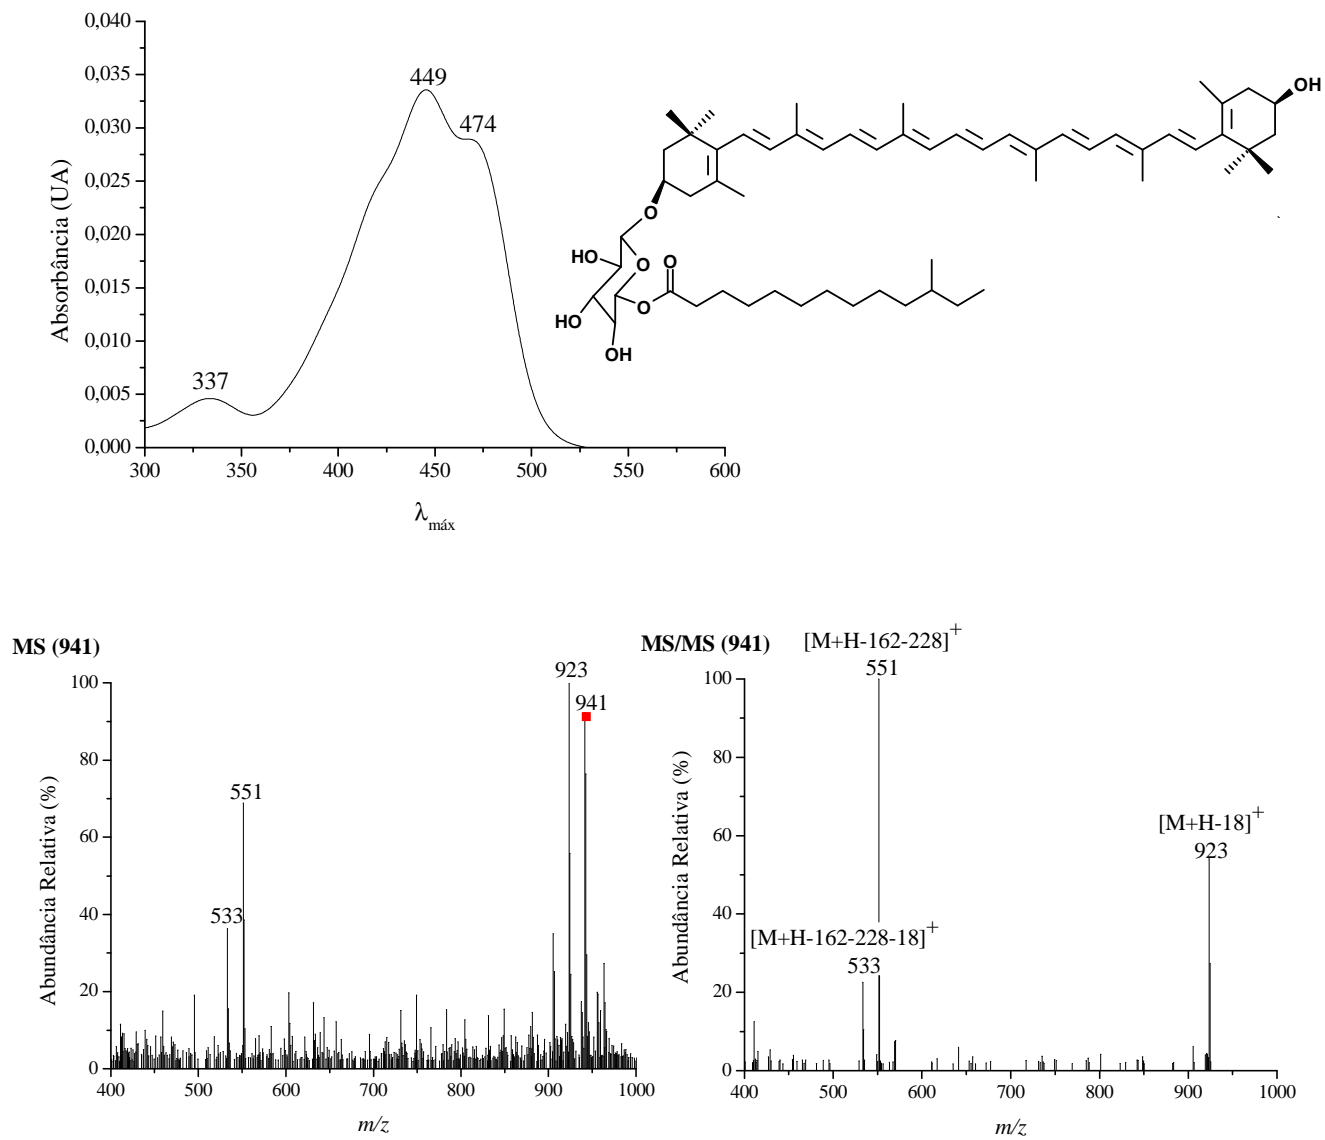 0,040
0,035
0,030
0,025
0,020
0,015
0,010
0,005
0,000
Absorbância (UA)
449
474
337
300
350
400
450
500
550
600
λmáx
OH
O
HO
O
O
O
HO
OH
MS (941)
100
80
60
40
20
0
Abundância Relativa (%)
923
941
551
533
400
500
600
700
800
900
1000
m/z
MS/MS (941)
[M+H-162-228]+
551
[M+H-18]+
923
[M+H-162-228-18]+
533
100
80
60
40
20
0
Abundância Relativa (%)
400
500
600
700
800
900
1000
m/z